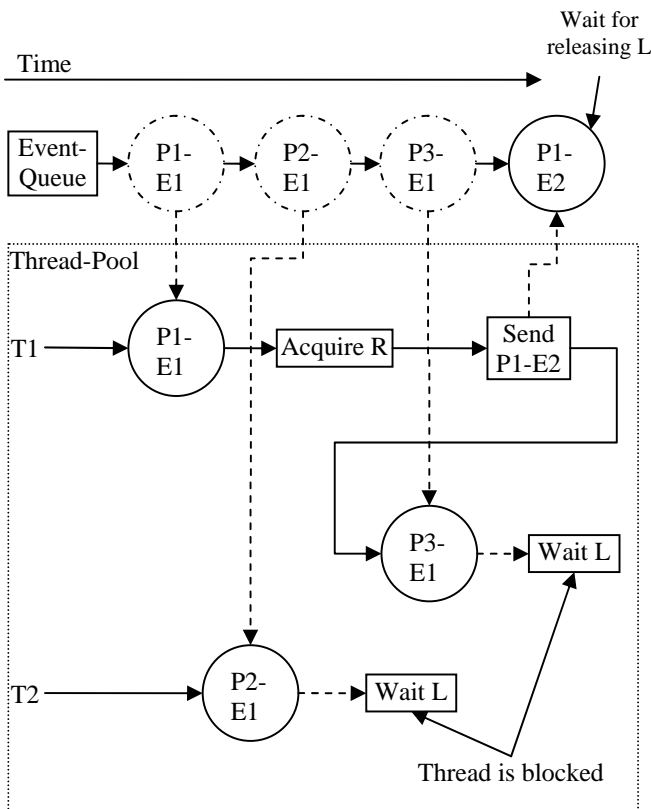 Wait for
releasing L
Time
Event-
Queue
P1-
E1
P2-
E1
P3-
E1
P1-
E2
Thread-Pool
T1
P1-
E1
Acquire R
Send
P1-E2
P3-
E1
Wait L
T2
P2-
E1
Wait L
Thread is blocked